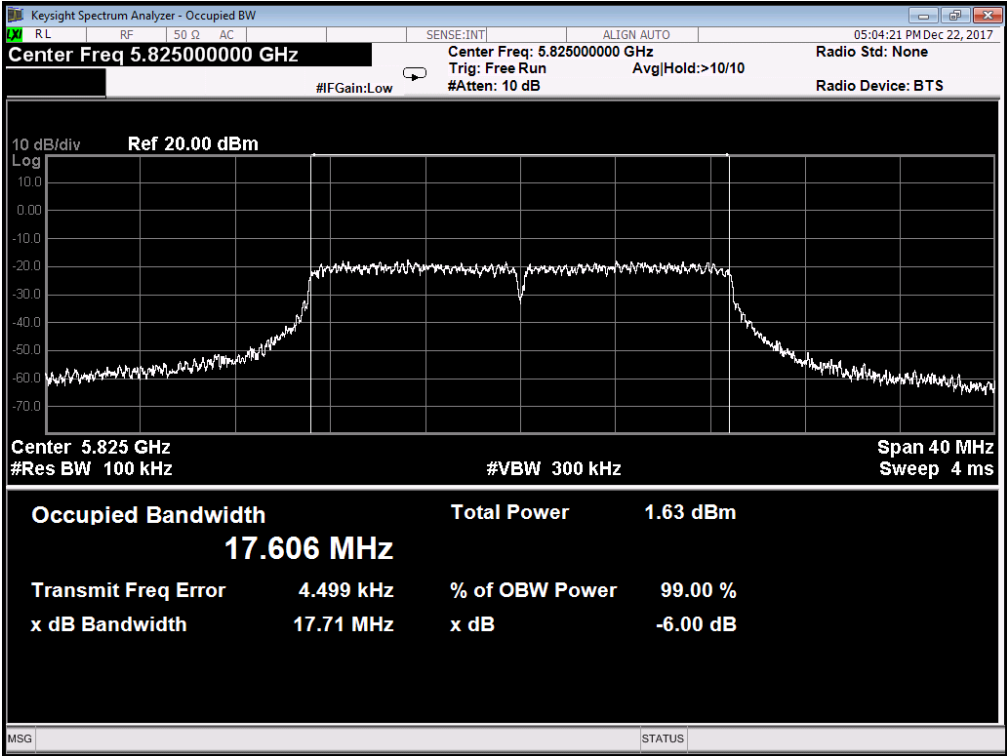 Keysight Spectrum Analyzer - Occupied BW
LXI RL RF 50 Ω AC SENSE:INT ALIGN AUTO 05:04:21 PM Dec 22, 2017
Center Freq 5.825000000 GHz Center Freq: 5.825000000 GHz Radio Std: None
Trig: Free Run Avg|Hold:>10/10
#IFGain:Low #Atten: 10 dB Radio Device: BTS
10 dB/div Ref 20.00 dBm
Log
10.0
0.00
-10.0
-20.0
-30.0
-40.0
-50.0
-60.0
-70.0
Center 5.825 GHz Span 40 MHz
#Res BW 100 kHz #VBW 300 kHz Sweep 4 ms
Occupied Bandwidth Total Power 1.63 dBm
17.606 MHz
Transmit Freq Error 4.499 kHz % of OBW Power 99.00 %
x dB Bandwidth 17.71 MHz x dB -6.00 dB
MSG STATUS